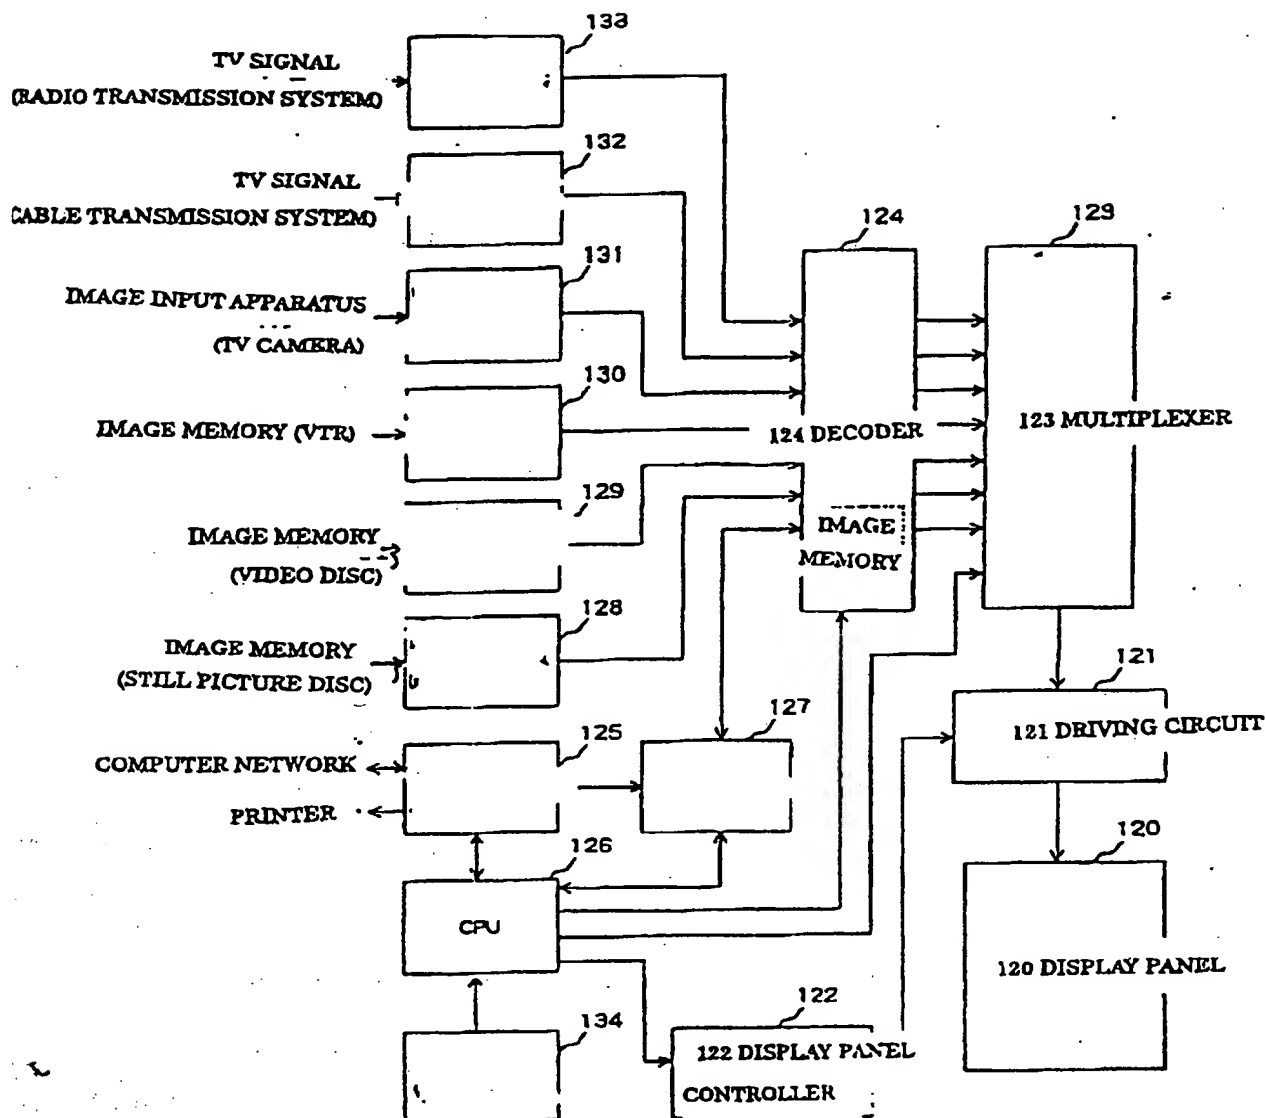 133
TV SIGNAL
(RADIO TRANSMISSION SYSTEM)
132
TV SIGNAL
CABLE TRANSMISSION SYSTEM)
124
129
131
IMAGE INPUT APPARATUS
(TV CAMERA)
130
IMAGE MEMORY (VTR)
124 DECODER
123 MULTIPLEXER
129
IMAGE MEMORY
(VIDEO DISC)
IMAGE
MEMORY
128
IMAGE MEMORY
(STILL PICTURE DISC)
121
127
125
121 DRIVING CIRCUIT
COMPUTER NETWORK
PRINTER
126
120
CPU
120 DISPLAY PANEL
134
122
122 DISPLAY PANEL
CONTROLLER